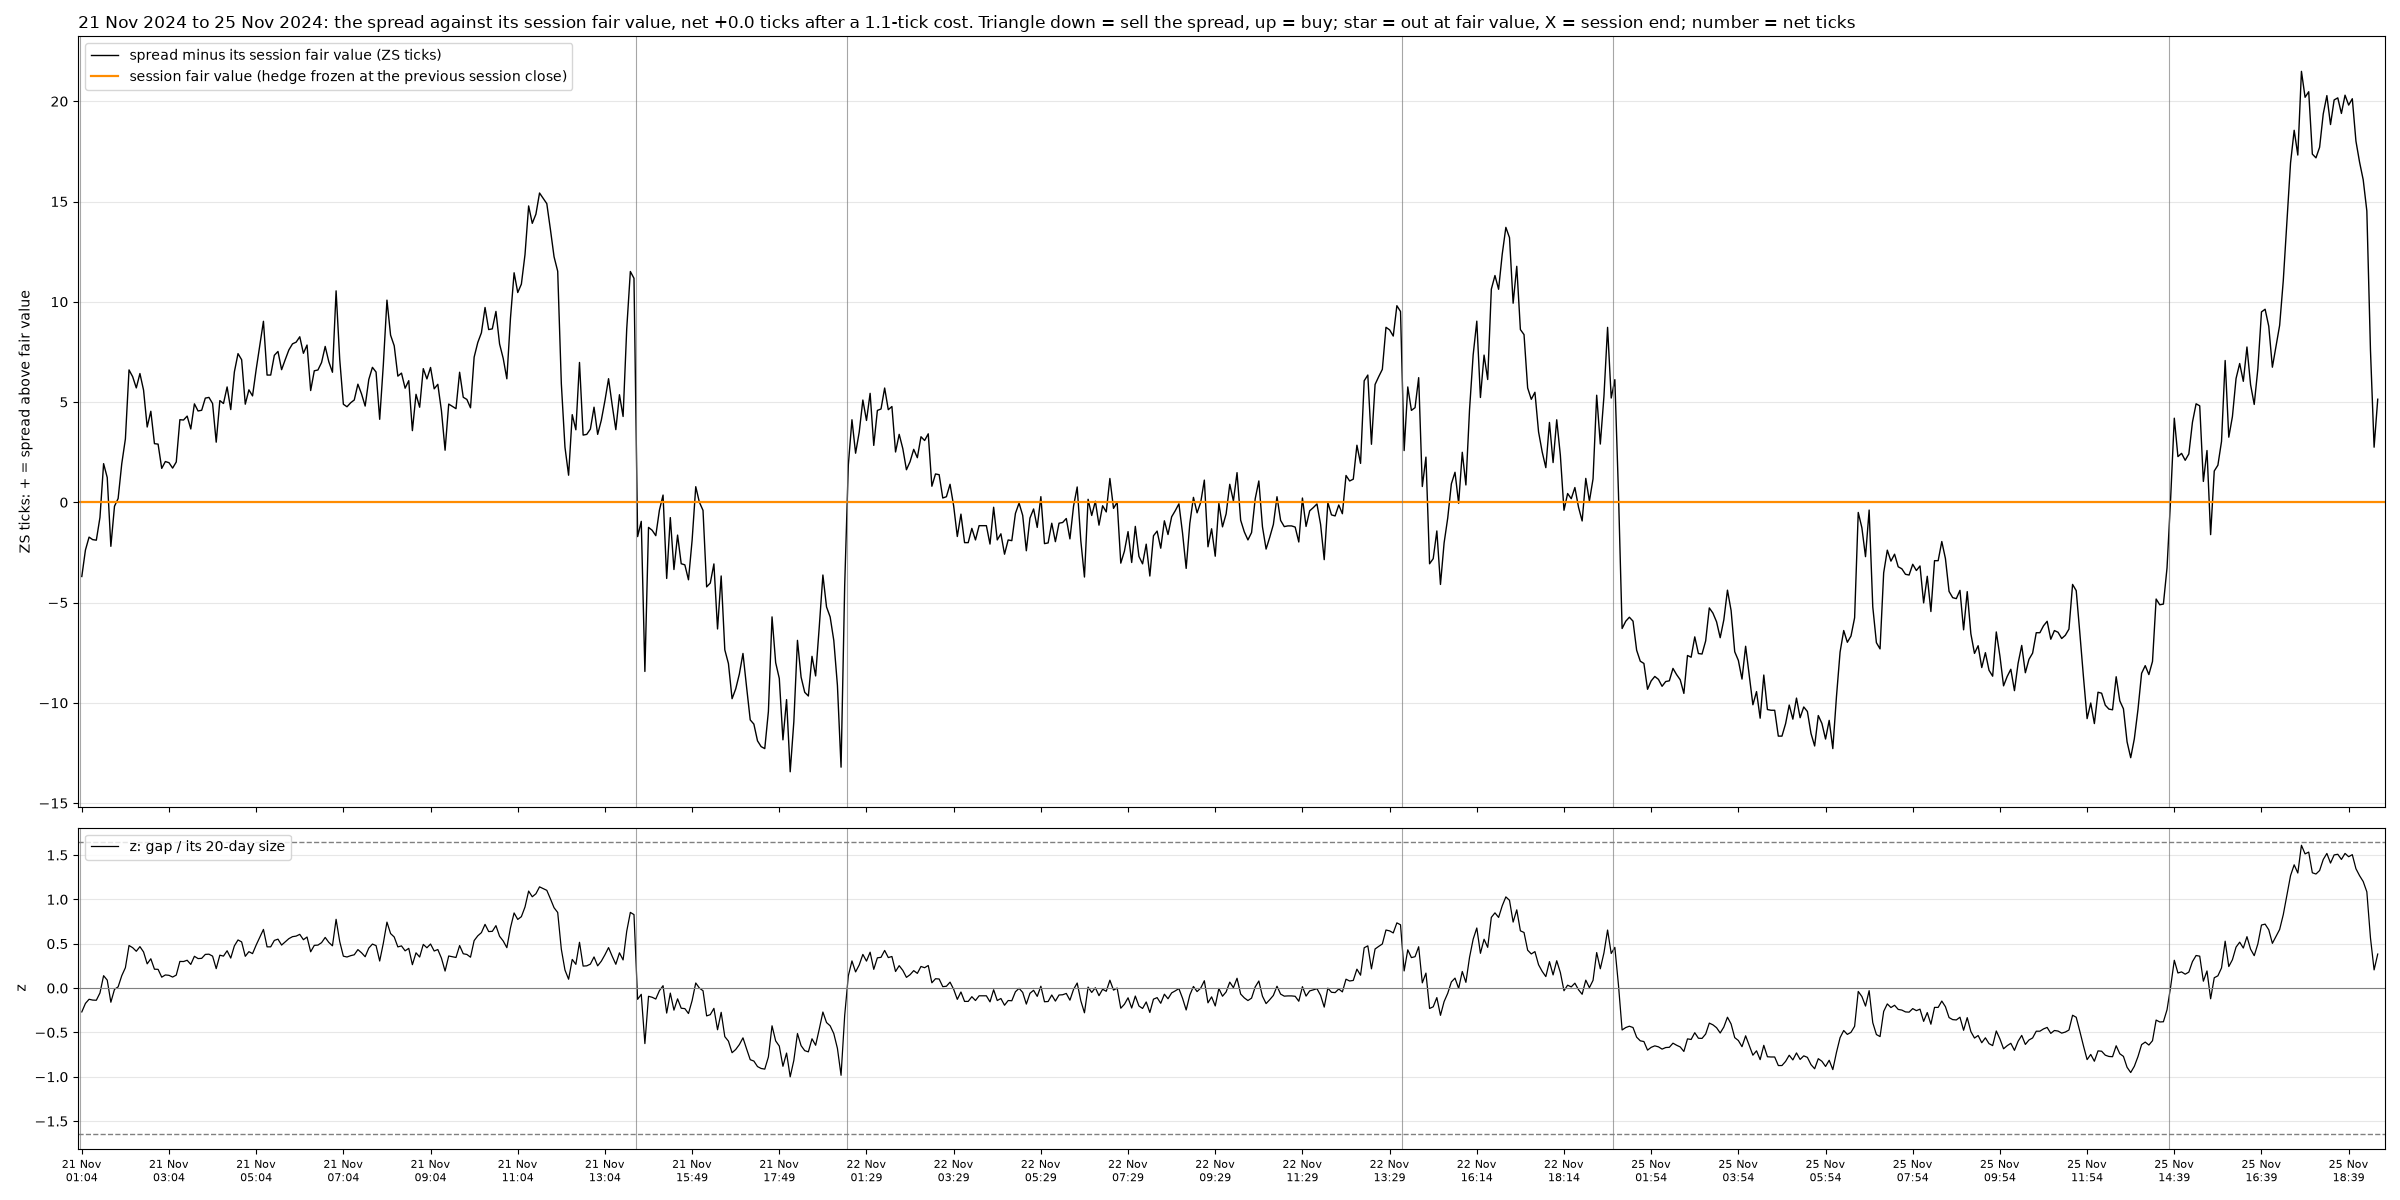 21 Nov 2024 to 25 Nov 2024: the spread against its session fair value, net +0.0 ticks after a 1.1-tick cost. Triangle down = sell the spread, up = buy; star = out at fair value, X = session end; number = net ticks
spread minus its session fair value (ZS ticks)
session fair value (hedge frozen at the previous session close)
ZS ticks: + = spread above fair value
20
15
10
5
0
−5
−10
−15
z: gap / its 20-day size
z
1.5
1.0
0.5
0.0
−0.5
−1.0
−1.5
21 Nov 21 Nov 21 Nov 21 Nov 21 Nov 21 Nov 21 Nov 21 Nov 21 Nov 22 Nov 22 Nov 22 Nov 22 Nov 22 Nov 22 Nov 22 Nov 22 Nov 22 Nov 25 Nov 25 Nov 25 Nov 25 Nov 25 Nov 25 Nov 25 Nov 25 Nov 25 Nov
01:04 03:04 05:04 07:04 09:04 11:04 13:04 15:49 17:49 01:29 03:29 05:29 07:29 09:29 11:29 13:29 16:14 18:14 01:54 03:54 05:54 07:54 09:54 11:54 14:39 16:39 18:39